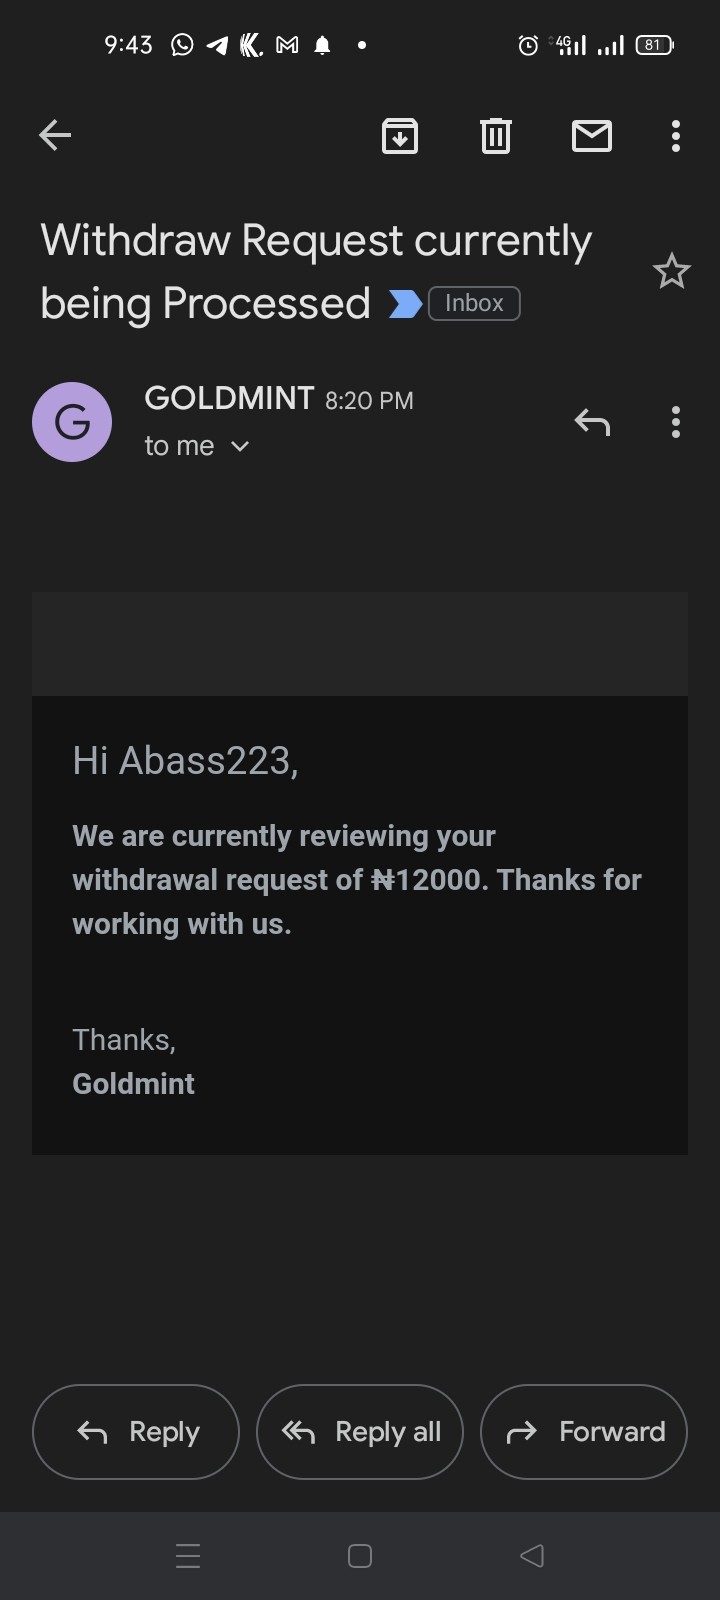 9:43
4G
81
Withdraw Request currently
being Processed Inbox
G
GOLDMINT 8:20 PM
to me
Hi Abass223,
We are currently reviewing your
withdrawal request of ₦12000. Thanks for
working with us.
Thanks,
Goldmint
Reply Reply all Forward